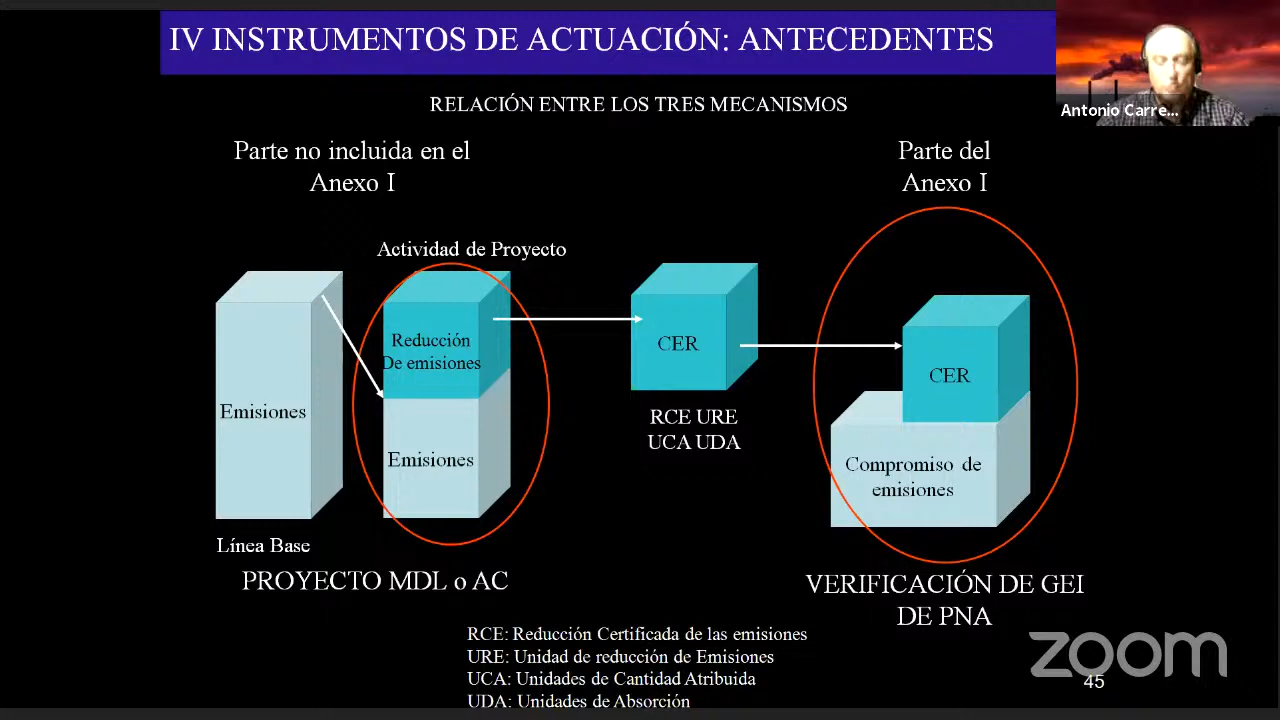 IV INSTRUMENTOS DE ACTUACIÓN: ANTECEDENTES
Antonio Carre...
RELACIÓN ENTRE LOS TRES MECANISMOS
Parte no incluida en el
Anexo I
Parte del
Anexo I
Actividad de Proyecto
Reducción
De emisiones
Emisiones
Emisiones
CER
RCE URE
UCA UDA
CER
Compromiso de
emisiones
Línea Base
PROYECTO MDL o AC
VERIFICACIÓN DE GEI
DE PNA
RCE: Reducción Certificada de las emisiones
URE: Unidad de reducción de Emisiones
UCA: Unidades de Cantidad Atribuida
UDA: Unidades de Absorción
zoom
45